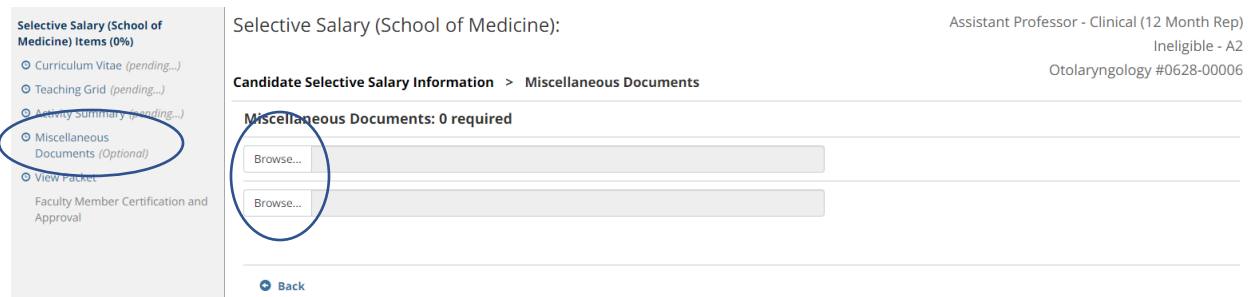 Selective Salary (School of
Medicine) Items (0%)
Curriculum Vitae (pending...)
Teaching Grid (pending...)
Activity Summary (pending...)
Miscellaneous
Documents (Optional)
View Packet
Faculty Member Certification and
Approval
Selective Salary (School of Medicine):
Assistant Professor - Clinical (12 Month Rep)
Ineligible - A2
Otolaryngology #0628-00006
Candidate Selective Salary Information > Miscellaneous Documents
Miscellaneous Documents: 0 required
Browse...
Browse...
Back